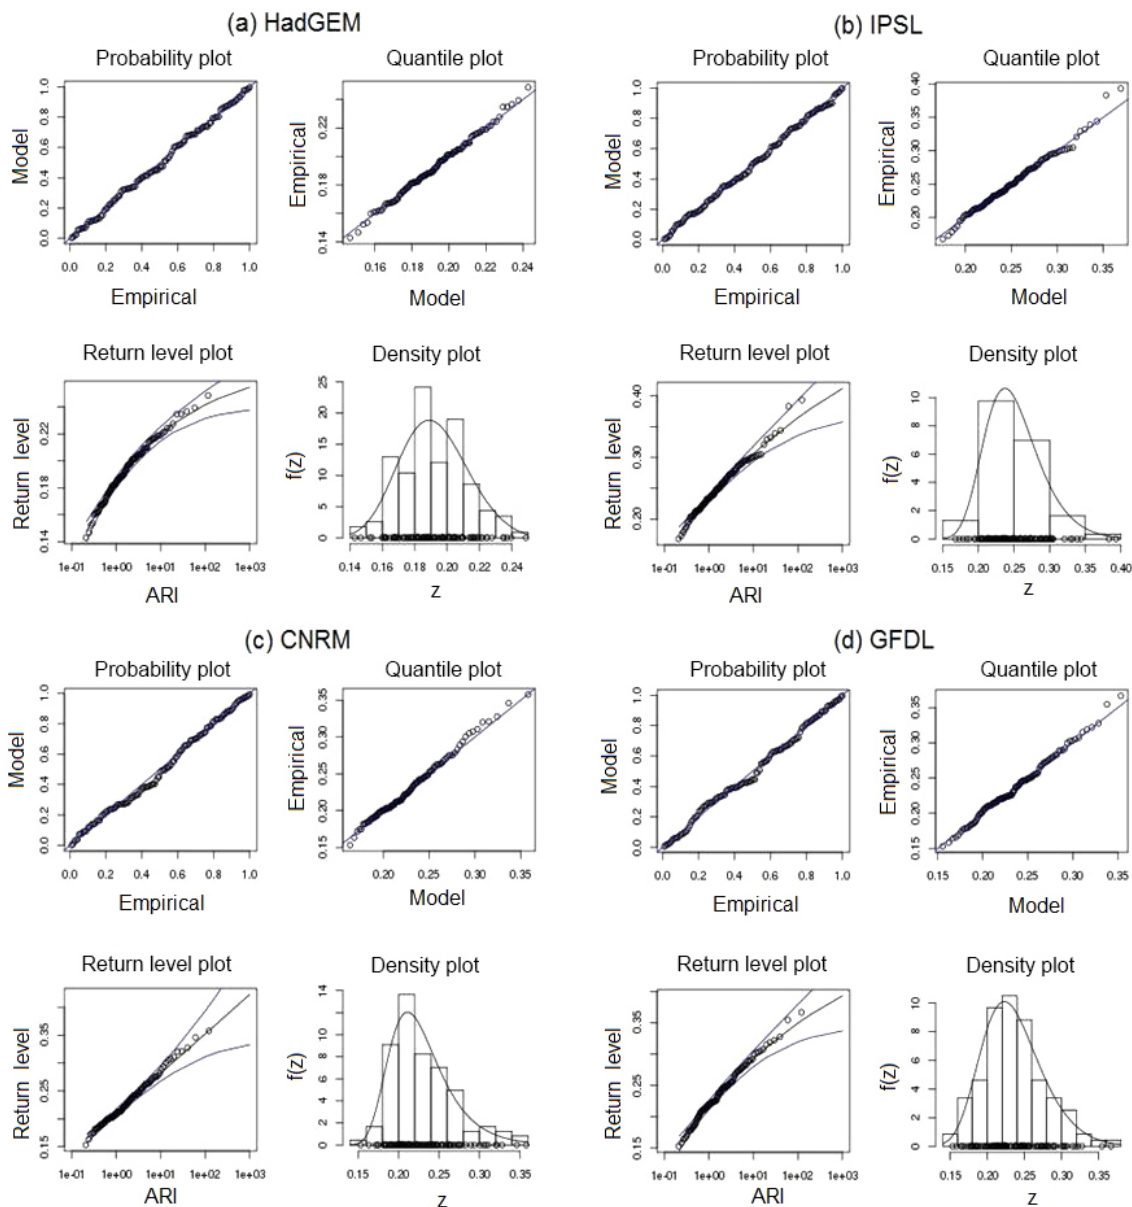 (a) HadGEM
Probability plot
Model
0.0 0.2 0.4 0.6 0.8 1.0
0.0 0.2 0.4 0.6 0.8 1.0
Empirical
Quantile plot
Empirical
0.14 0.18 0.22
0.16 0.18 0.20 0.22 0.24
Model
Return level plot
Return level
0.14 0.18 0.22
1e-01 1e+00 1e+01 1e+02 1e+03
ARI
Density plot
f(z)
0 5 10 15 20 25
0.14 0.16 0.18 0.20 0.22 0.24
z
(b) IPSL
Probability plot
Model
0.0 0.2 0.4 0.6 0.8 1.0
0.0 0.2 0.4 0.6 0.8 1.0
Empirical
Quantile plot
Empirical
0.20 0.25 0.30 0.35 0.40
0.20 0.25 0.30 0.35
Model
Return level plot
Return level
0.20 0.30 0.40
1e-01 1e+00 1e+01 1e+02 1e+03
ARI
Density plot
f(z)
0 2 4 6 8 10
0.15 0.20 0.25 0.30 0.35 0.40
z
(c) CNRM
Probability plot
Model
0.0 0.2 0.4 0.6 0.8 1.0
0.0 0.2 0.4 0.6 0.8 1.0
Empirical
Quantile plot
Empirical
0.15 0.20 0.25 0.30 0.35
0.20 0.25 0.30 0.35
Model
Return level plot
Return level
0.15 0.25 0.35
1e-01 1e+00 1e+01 1e+02 1e+03
ARI
Density plot
f(z)
0 2 4 6 8 10 12 14
0.15 0.20 0.25 0.30 0.35
z
(d) GFDL
Probability plot
Model
0.0 0.2 0.4 0.6 0.8 1.0
0.0 0.2 0.4 0.6 0.8 1.0
Empirical
Quantile plot
Empirical
0.15 0.20 0.25 0.30 0.35
0.15 0.20 0.25 0.30 0.35
Model
Return level plot
Return level
0.15 0.25 0.35
1e-01 1e+00 1e+01 1e+02 1e+03
ARI
Density plot
f(z)
0 2 4 6 8 10
0.15 0.20 0.25 0.30 0.35
z